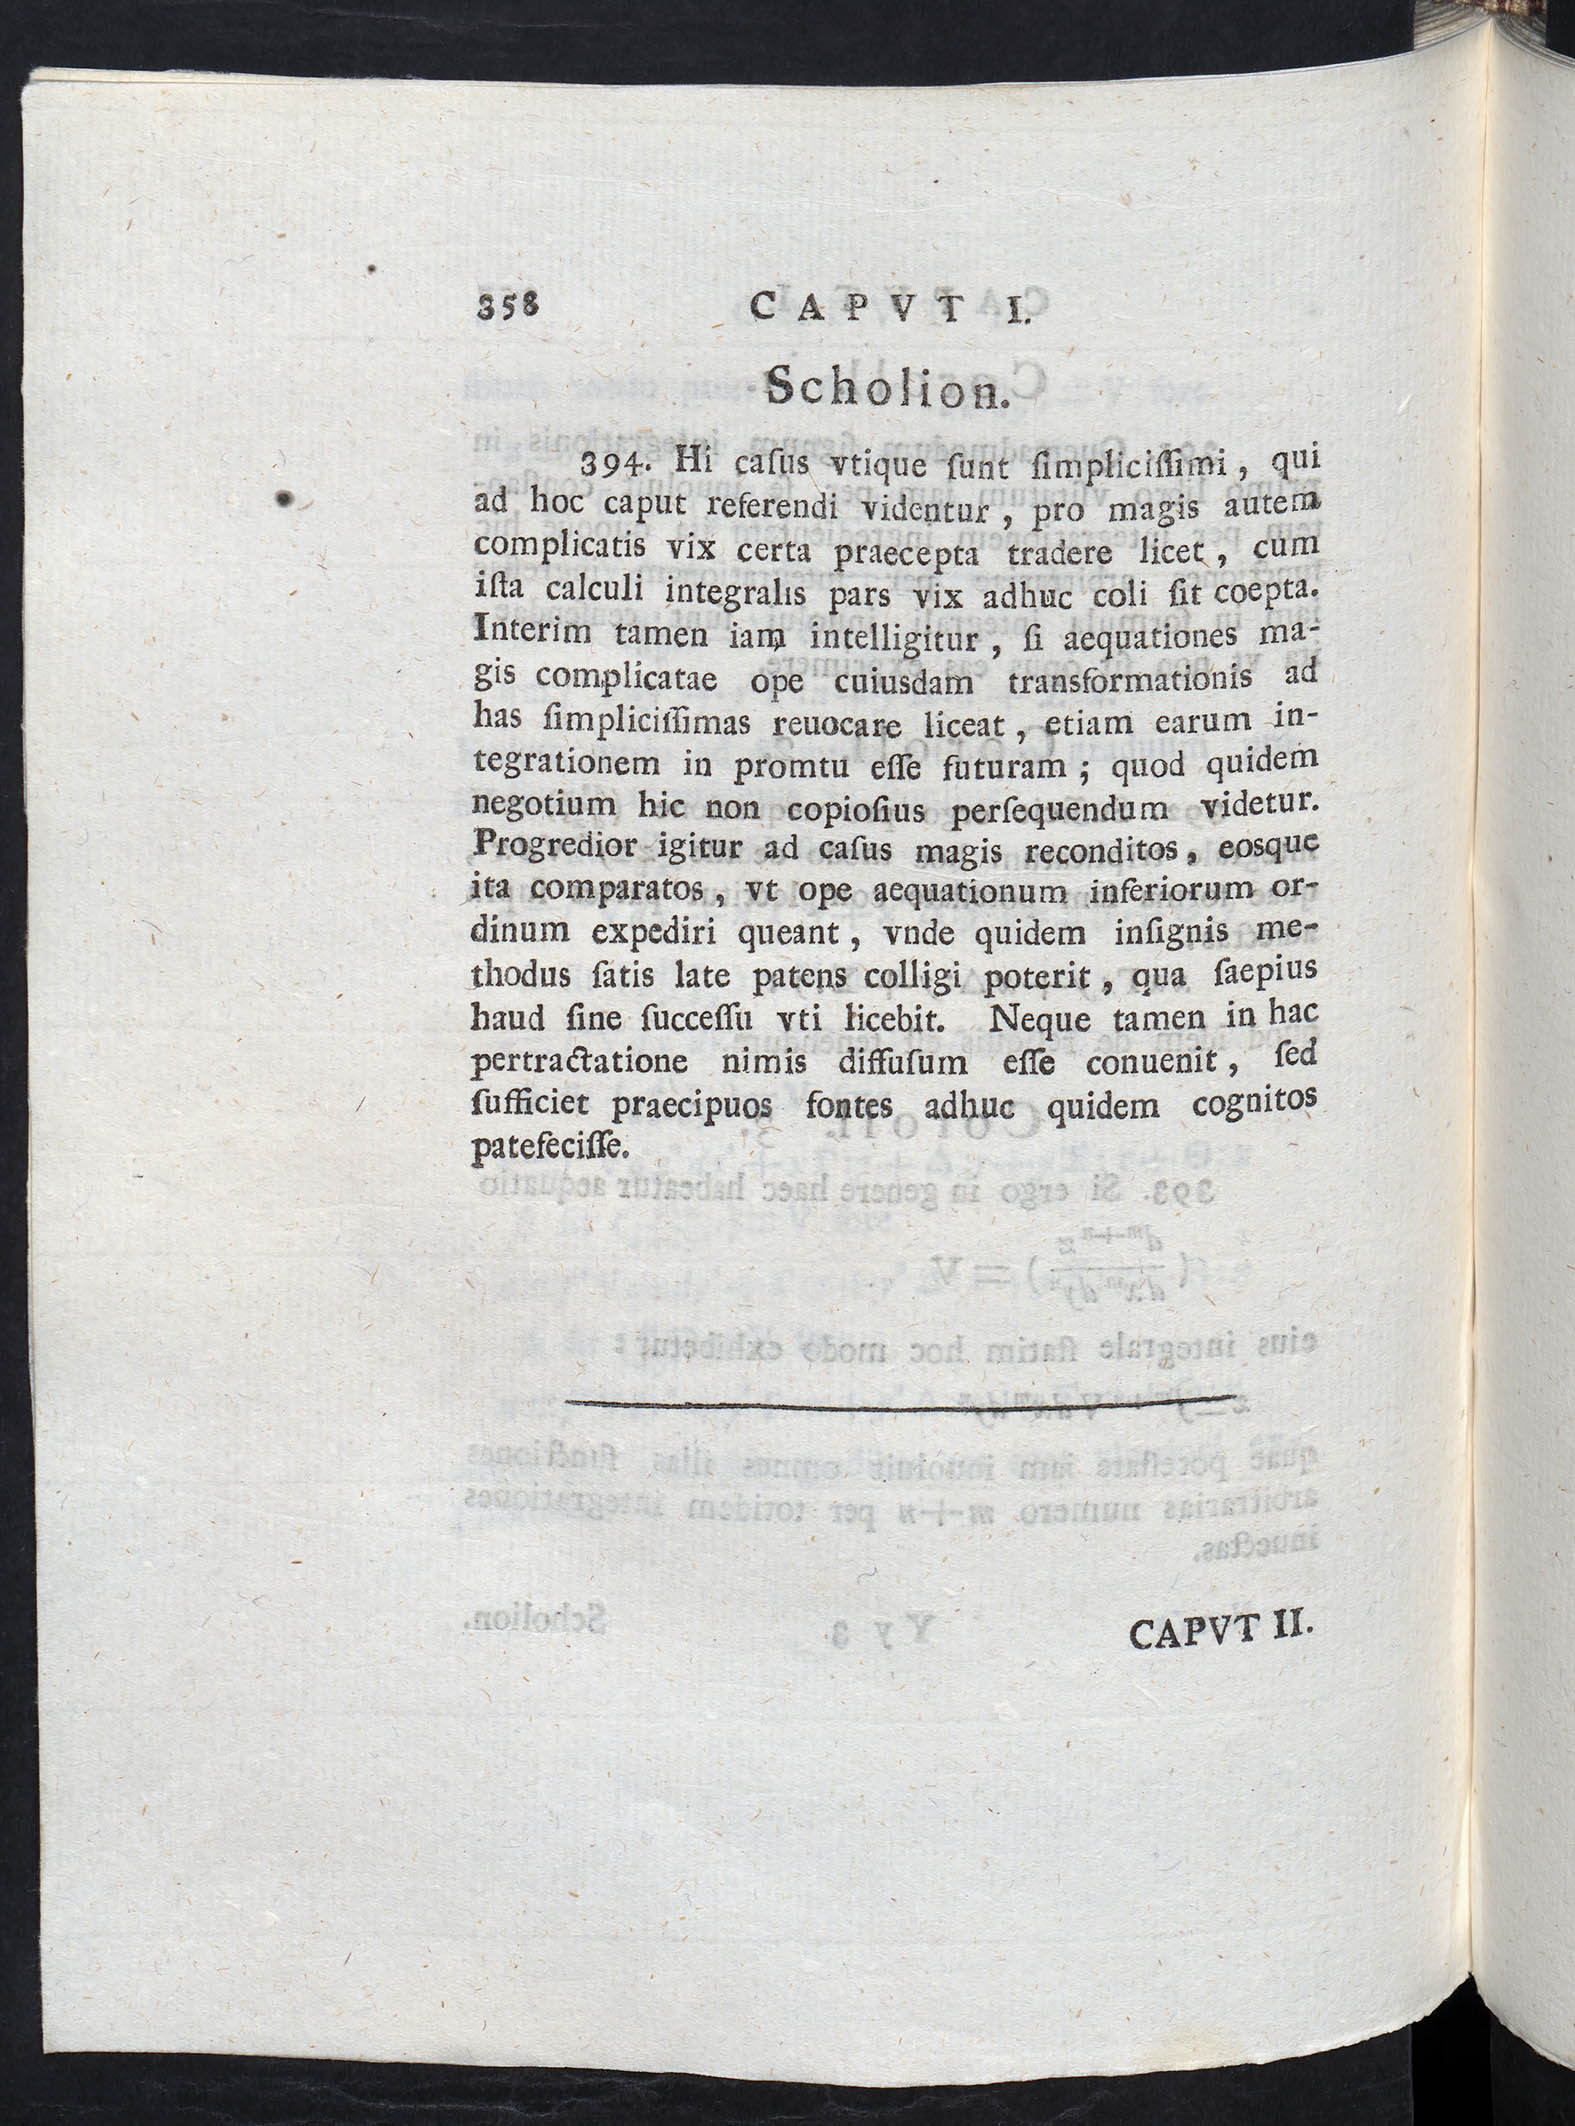 358 CAPVT I.
Scholion.
394. Hi caſus vtique ſunt ſimpliciſſimi, qui
ad hoc caput referendi videntur, pro magis autem
complicatis vix certa praecepta tradere licet, cum
iſta calculi integralis pars vix adhuc coli ſit coepta.
Interim tamen iam intelligitur, ſi aequationes ma-
gis complicatae ope cuiusdam transformationis ad
has ſimpliciſſimas reuocare liceat, etiam earum in-
tegrationem in promtu eſſe futuram; quod quidem
negotium hic non copioſius perſequendum videtur.
Progredior igitur ad caſus magis reconditos, eosque
ita comparatos, vt ope aequationum inferiorum or-
dinum expediri queant, vnde quidem inſignis me-
thodus ſatis late patens colligi poterit, qua ſaepius
haud ſine ſucceſſu vti licebit. Neque tamen in hac
pertractatione nimis diffuſum eſſe conuenit, ſed
ſufficiet praecipuos fontes adhuc quidem cognitos
patefeciſſe.
CAPVT II.